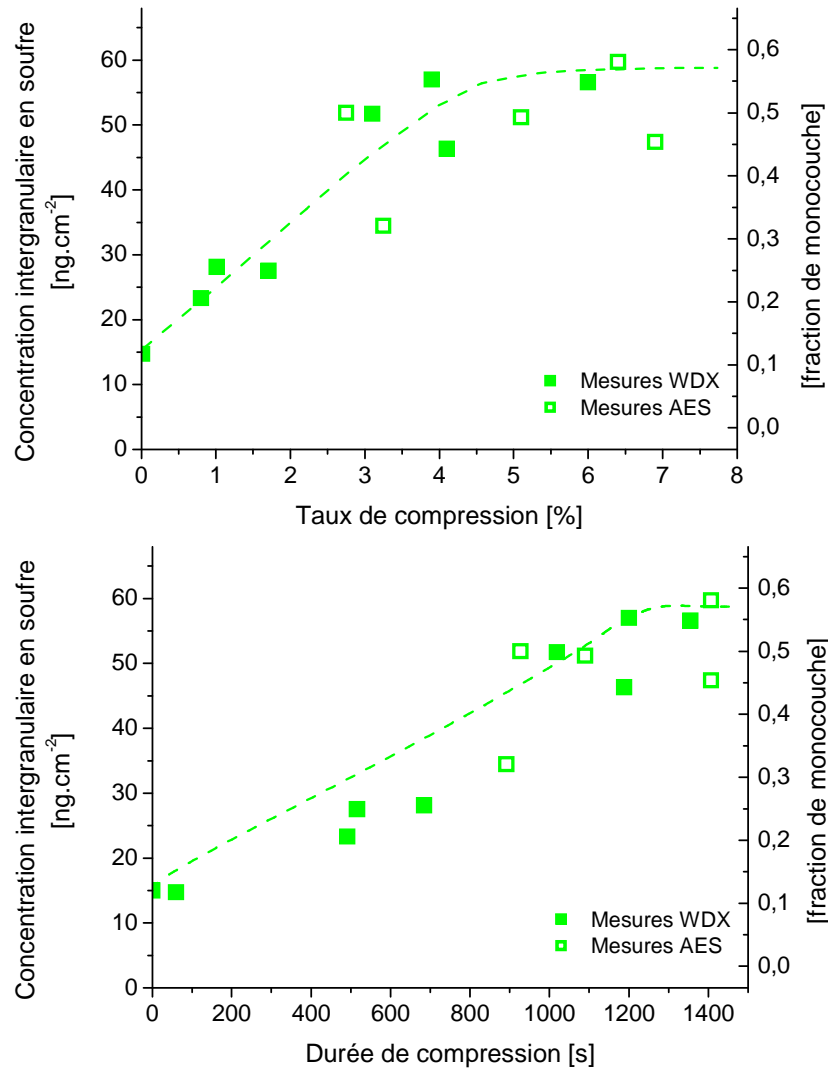 Concentration intergranulaire en soufre
[ng.cm-2]
60
50
40
30
20
10
0
0 1 2 3 4 5 6 7 8
Taux de compression [%]
0,6
0,5
0,4
0,3
0,2
0,1
0,0
[fraction de monocouche]
Mesures WDX
Mesures AES
Concentration intergranulaire en soufre
[ng.cm-2]
60
50
40
30
20
10
0
0 200 400 600 800 1000 1200 1400
Durée de compression [s]
0,6
0,5
0,4
0,3
0,2
0,1
0,0
[fraction de monocouche]
Mesures WDX
Mesures AES